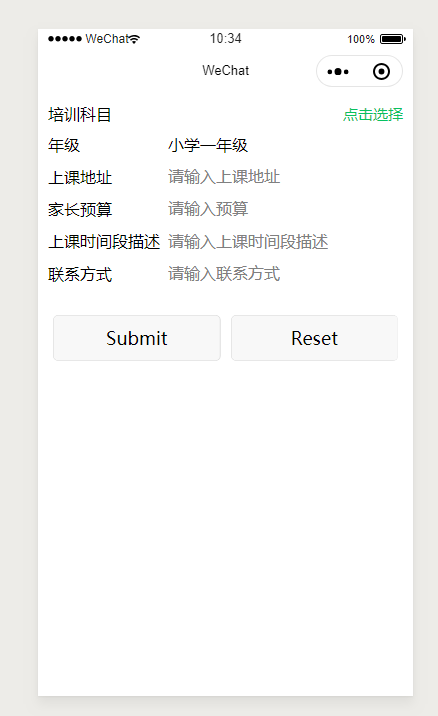 WeChat 10:34 100%
WeChat
培训科目 点击选择
年级 小学一年级
上课地址 请输入上课地址
家长预算 请输入预算
上课时间段描述 请输入上课时间段描述
联系方式 请输入联系方式
Submit Reset